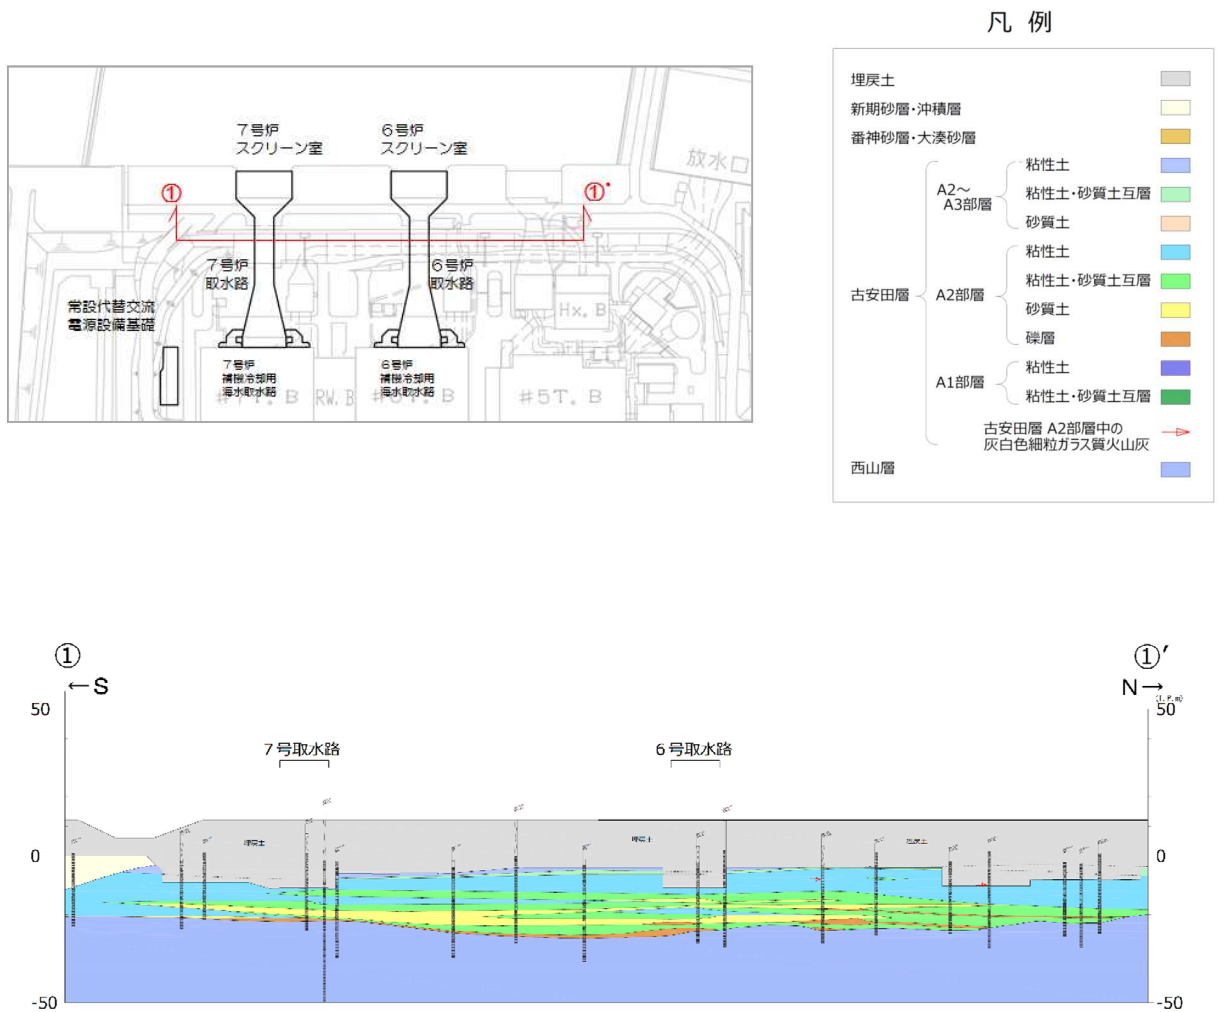 凡 例
埋戻土
新期砂層・沖積層
番神砂層・大湊砂層
古安田層
A2～
A3部層
粘性土
粘性土・砂質土互層
砂質土
A2部層
粘性土
粘性土・砂質土互層
砂質土
礫層
A1部層
粘性土
粘性土・砂質土互層
古安田層 A2部層中の
灰白色細粒ガラス質火山灰
西山層
7号炉
スクリーン室
6号炉
スクリーン室
放水口
①
①'
7号炉
取水路
6号炉
取水路
常設代替交流
電源設備基礎
Hx. B
7号炉
補機冷却用
海水取水路
6号炉
補機冷却用
海水取水路
RW. B
#5T. B
①
←S
①′
N→
(T.P.m)
50
50
7号取水路
6号取水路
埋戻土
埋戻土
埋戻土
0
0
-50
-50